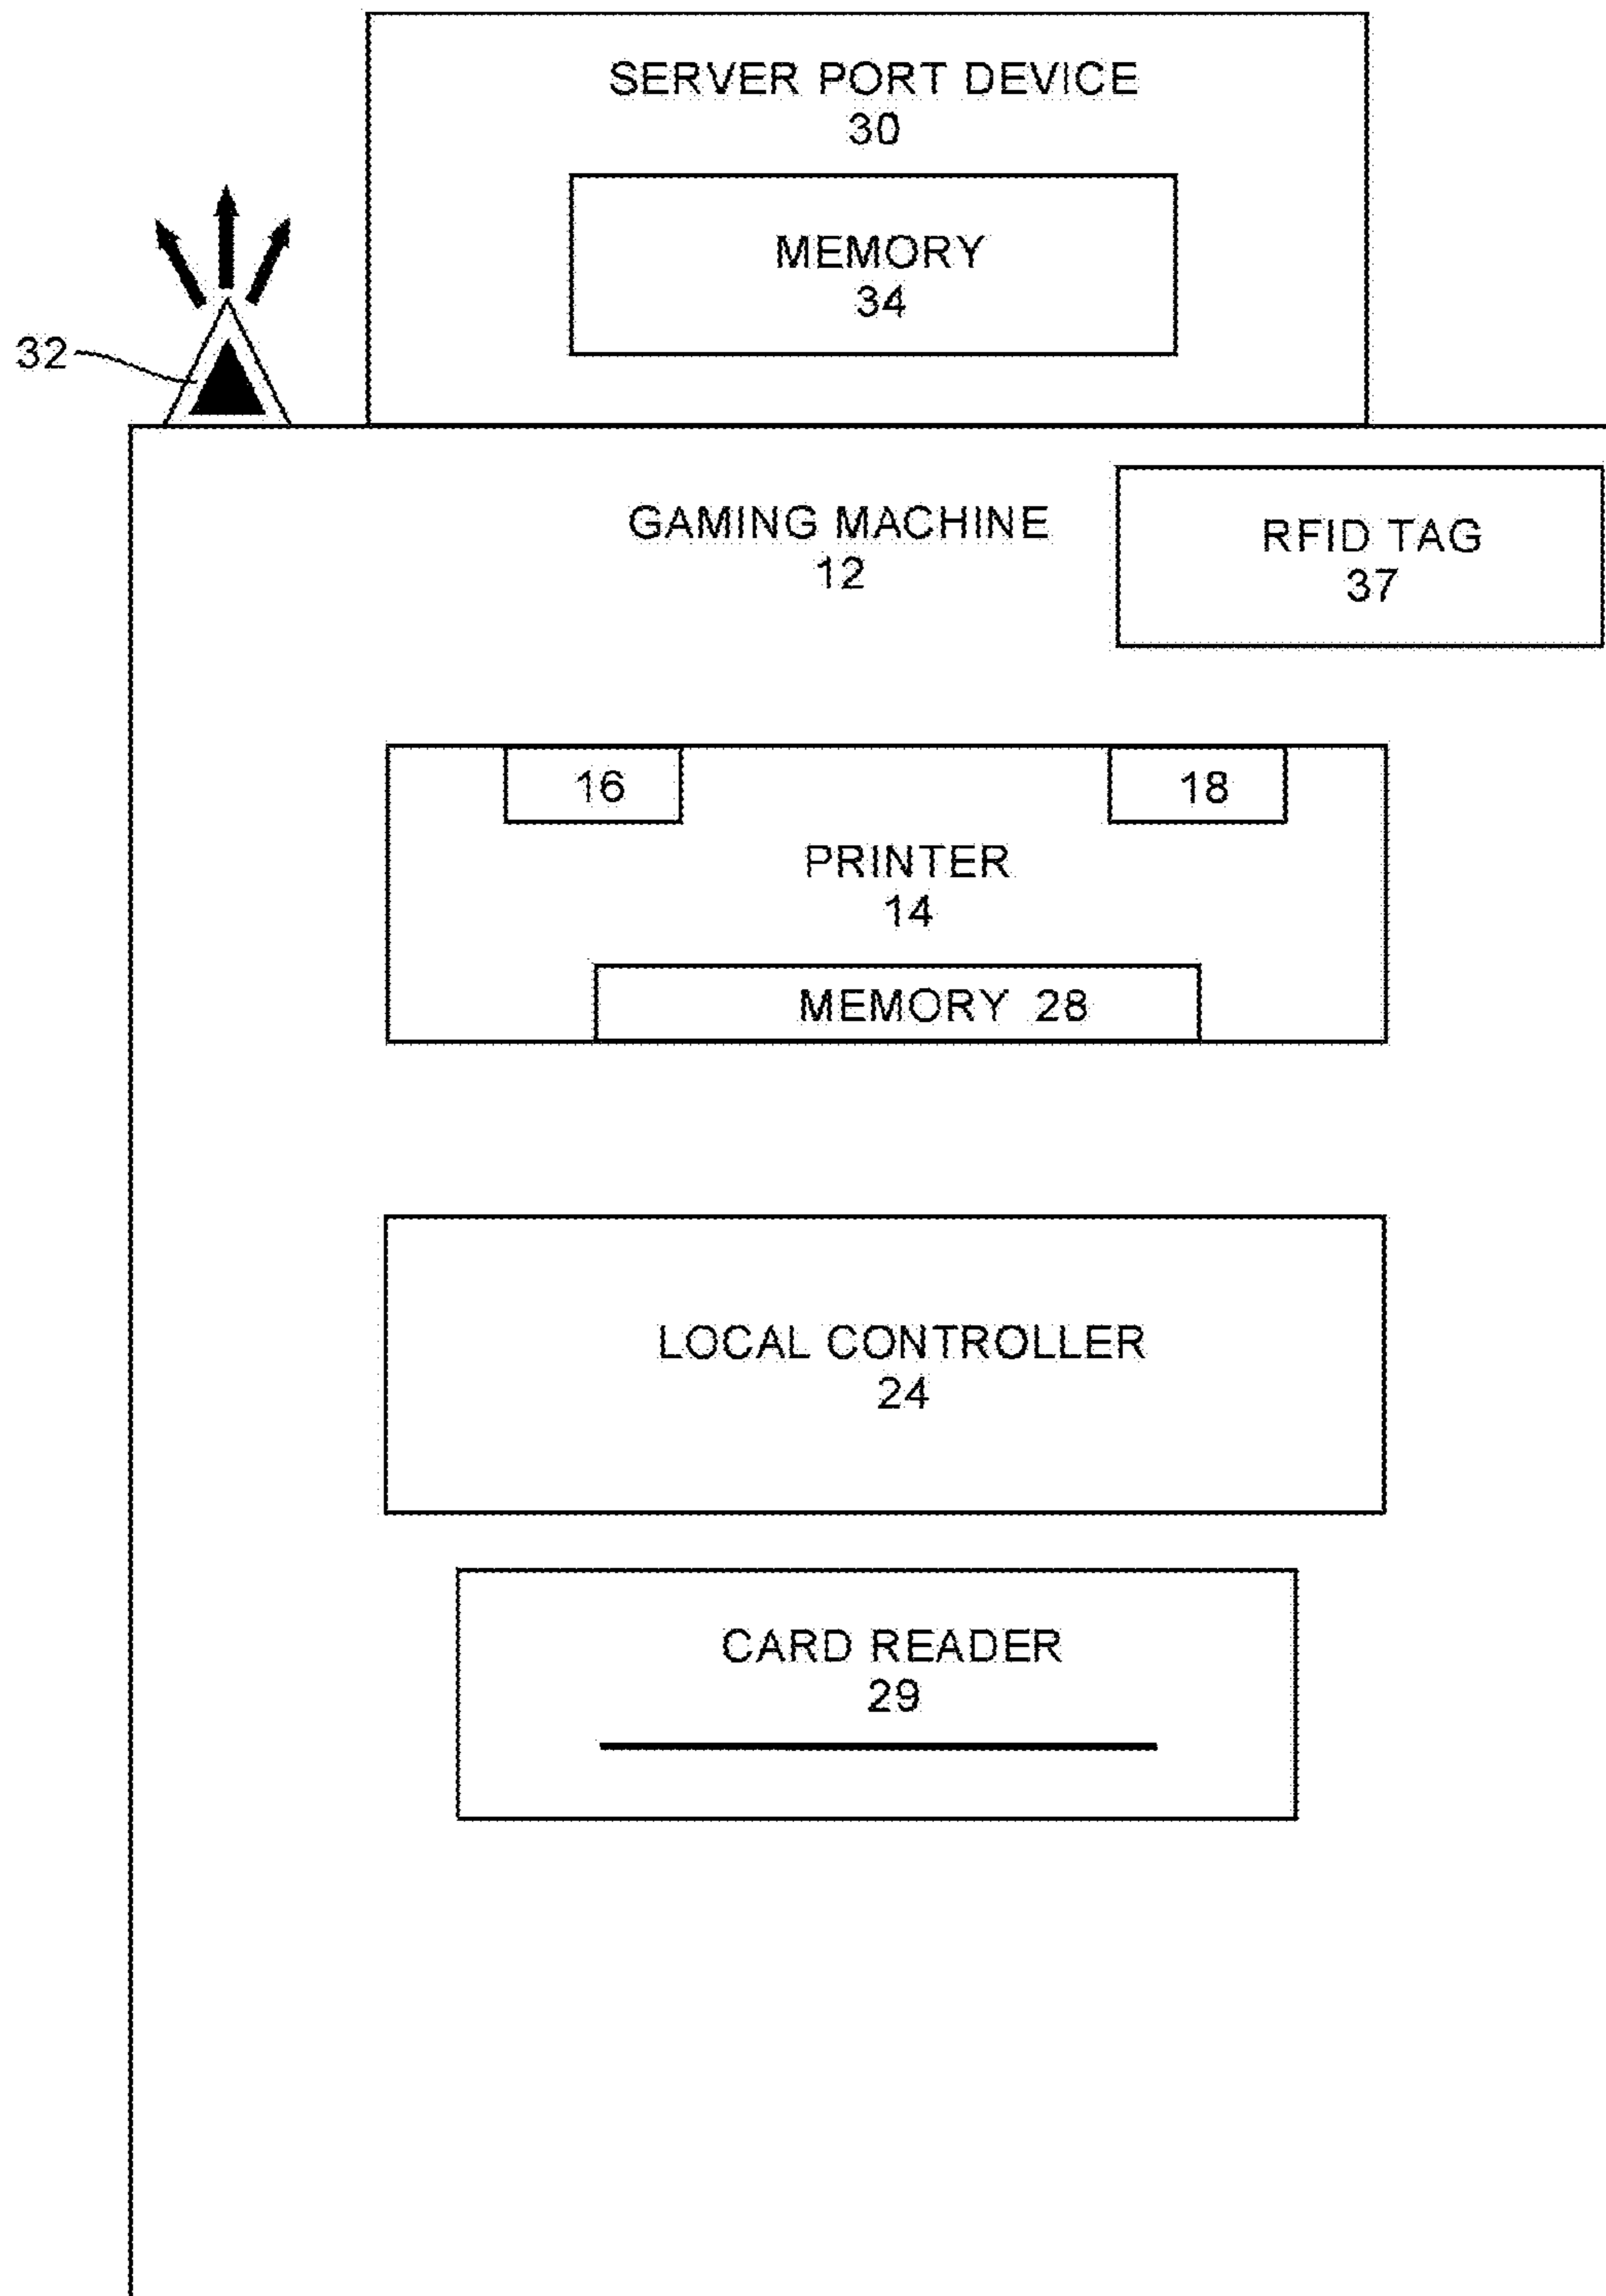 SERVER PORT DEVICE
30
MEMORY
34
32
GAMING MACHINE
12
RFID TAG
37
16
18
PRINTER
14
MEMORY 28
LOCAL CONTROLLER
24
CARD READER
29